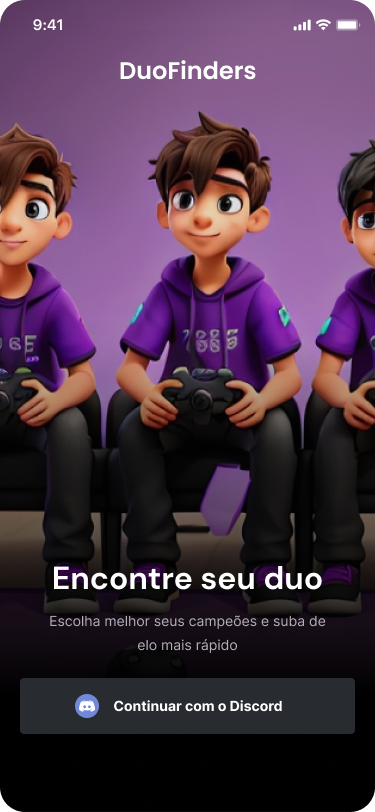 9:41
DuoFinders
Encontre seu duo
Escolha melhor seus campeões e suba de
elo mais rápido
Continuar com o Discord